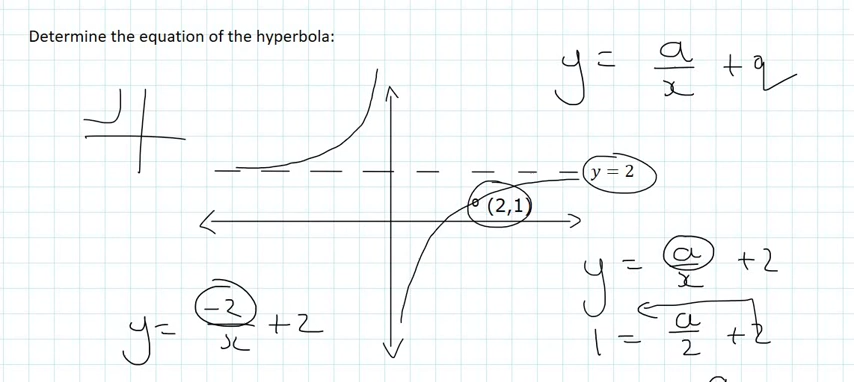 Determine the equation of the hyperbola:
y = a/x + q
y = 2
(2,1)
y = a/x + 2
y = -2/x + 2
1 = a/2 + 2